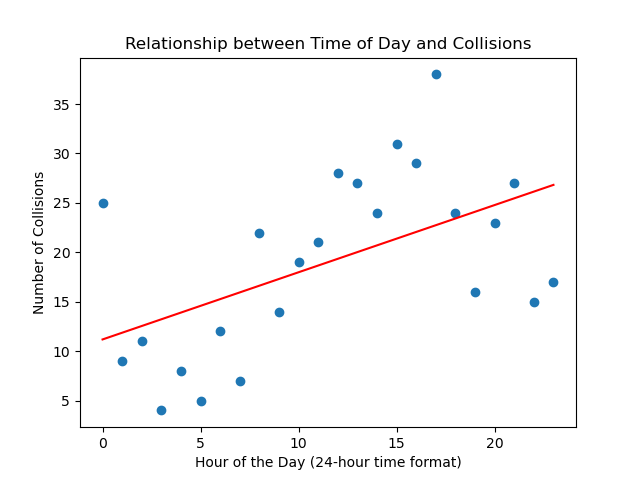 Relationship between Time of Day and Collisions
35
30
25
20
15
10
5
Number of Collisions
0 5 10 15 20
Hour of the Day (24-hour time format)